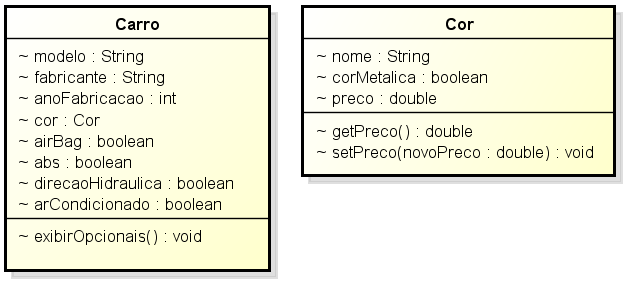 Carro
~ modelo : String
~ fabricante : String
~ anoFabricacao : int
~ cor : Cor
~ airBag : boolean
~ abs : boolean
~ direcaoHidraulica : boolean
~ arCondicionado : boolean
~ exibirOpcionais() : void
Cor
~ nome : String
~ corMetalica : boolean
~ preco : double
~ getPreco() : double
~ setPreco(novoPreco : double) : void